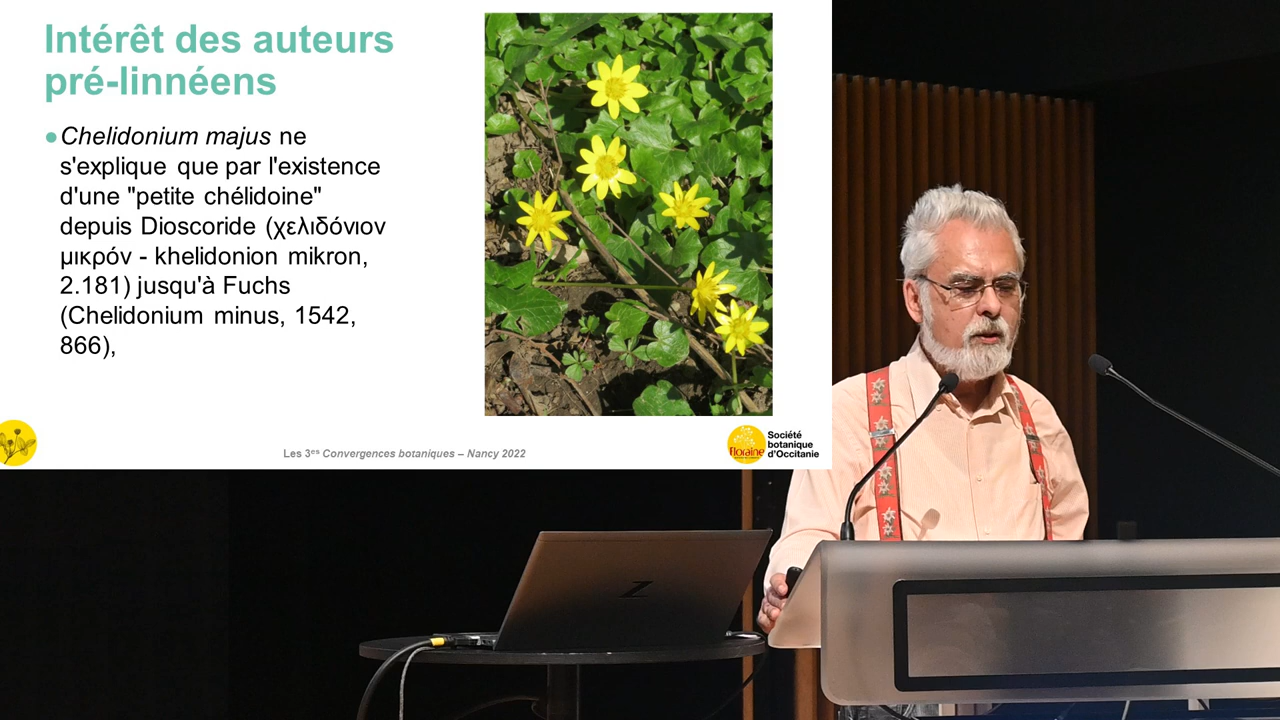 Intérêt des auteurs
pré-linnéens
Chelidonium majus ne
s'explique que par l'existence
d'une "petite chélidoine"
depuis Dioscoride (χελιδόνιον
μικρόν - khelidonion mikron,
2.181) jusqu'à Fuchs
(Chelidonium minus, 1542,
866),
Les 3es Convergences botaniques – Nancy 2022
floraine
Société
botanique
d'Occitanie
Z